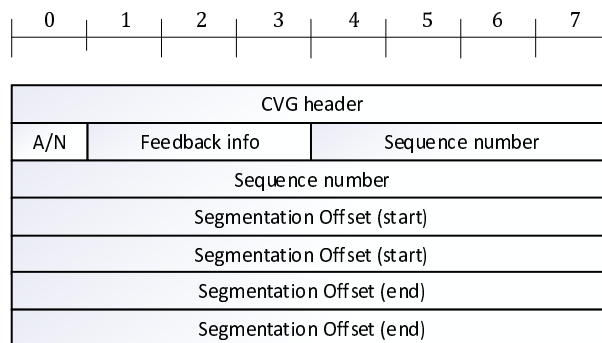 0 1 2 3 4 5 6 7
CVG header
A/N Feedback info Sequence number
Sequence number
Segmentation Offset (start)
Segmentation Offset (start)
Segmentation Offset (end)
Segmentation Offset (end)